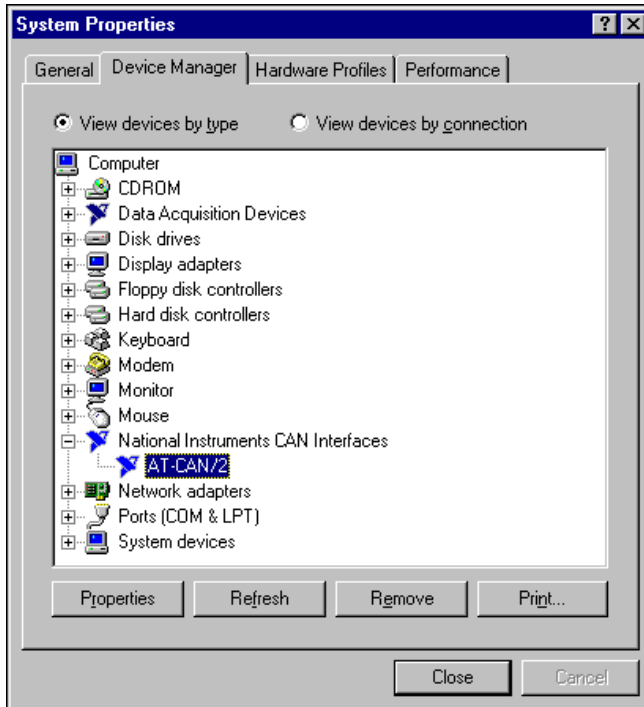 System Properties
General Device Manager Hardware Profiles Performance
View devices by type View devices by connection
Computer
CDROM
Data Acquisition Devices
Disk drives
Display adapters
Floppy disk controllers
Hard disk controllers
Keyboard
Modem
Monitor
Mouse
National Instruments CAN Interfaces
AT-CAN/2
Network adapters
Ports (COM & LPT)
System devices
Properties Refresh Remove Print...
Close Cancel